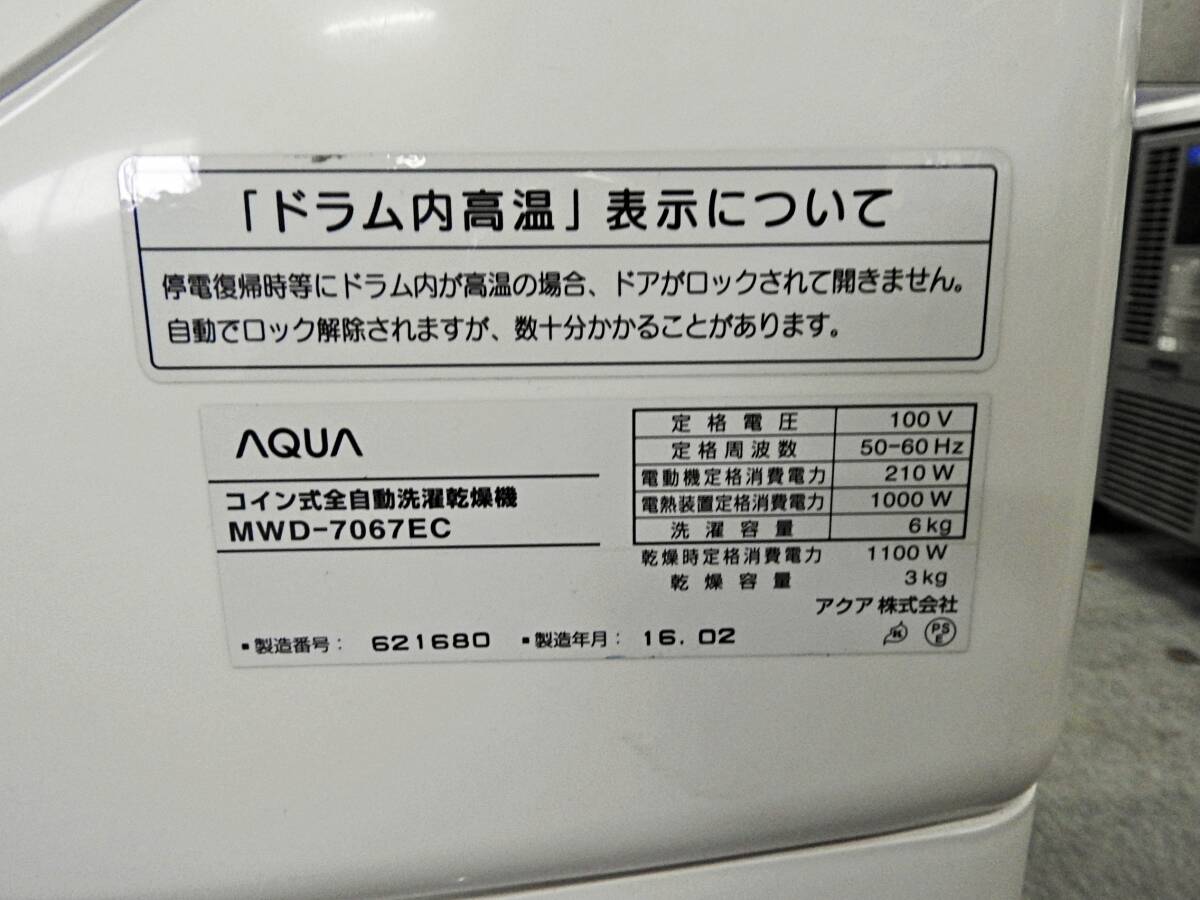 「ドラム内高温」表示について
停電復帰時等にドラム内が高温の場合、ドアがロックされて開きません。
自動でロック解除されますが、数十分かかることがあります。
AQUA
コイン式全自動洗濯乾燥機
MWD-7067EC
定格電圧 100 V
定格周波数 50-60 Hz
電動機定格消費電力 210 W
電熱装置定格消費電力 1000 W
洗濯容量 6 kg
乾燥時定格消費電力 1100 W
乾燥容量 3 kg
アクア株式会社
▪製造番号： 621680 ▪製造年月： 16. 02
PS
E